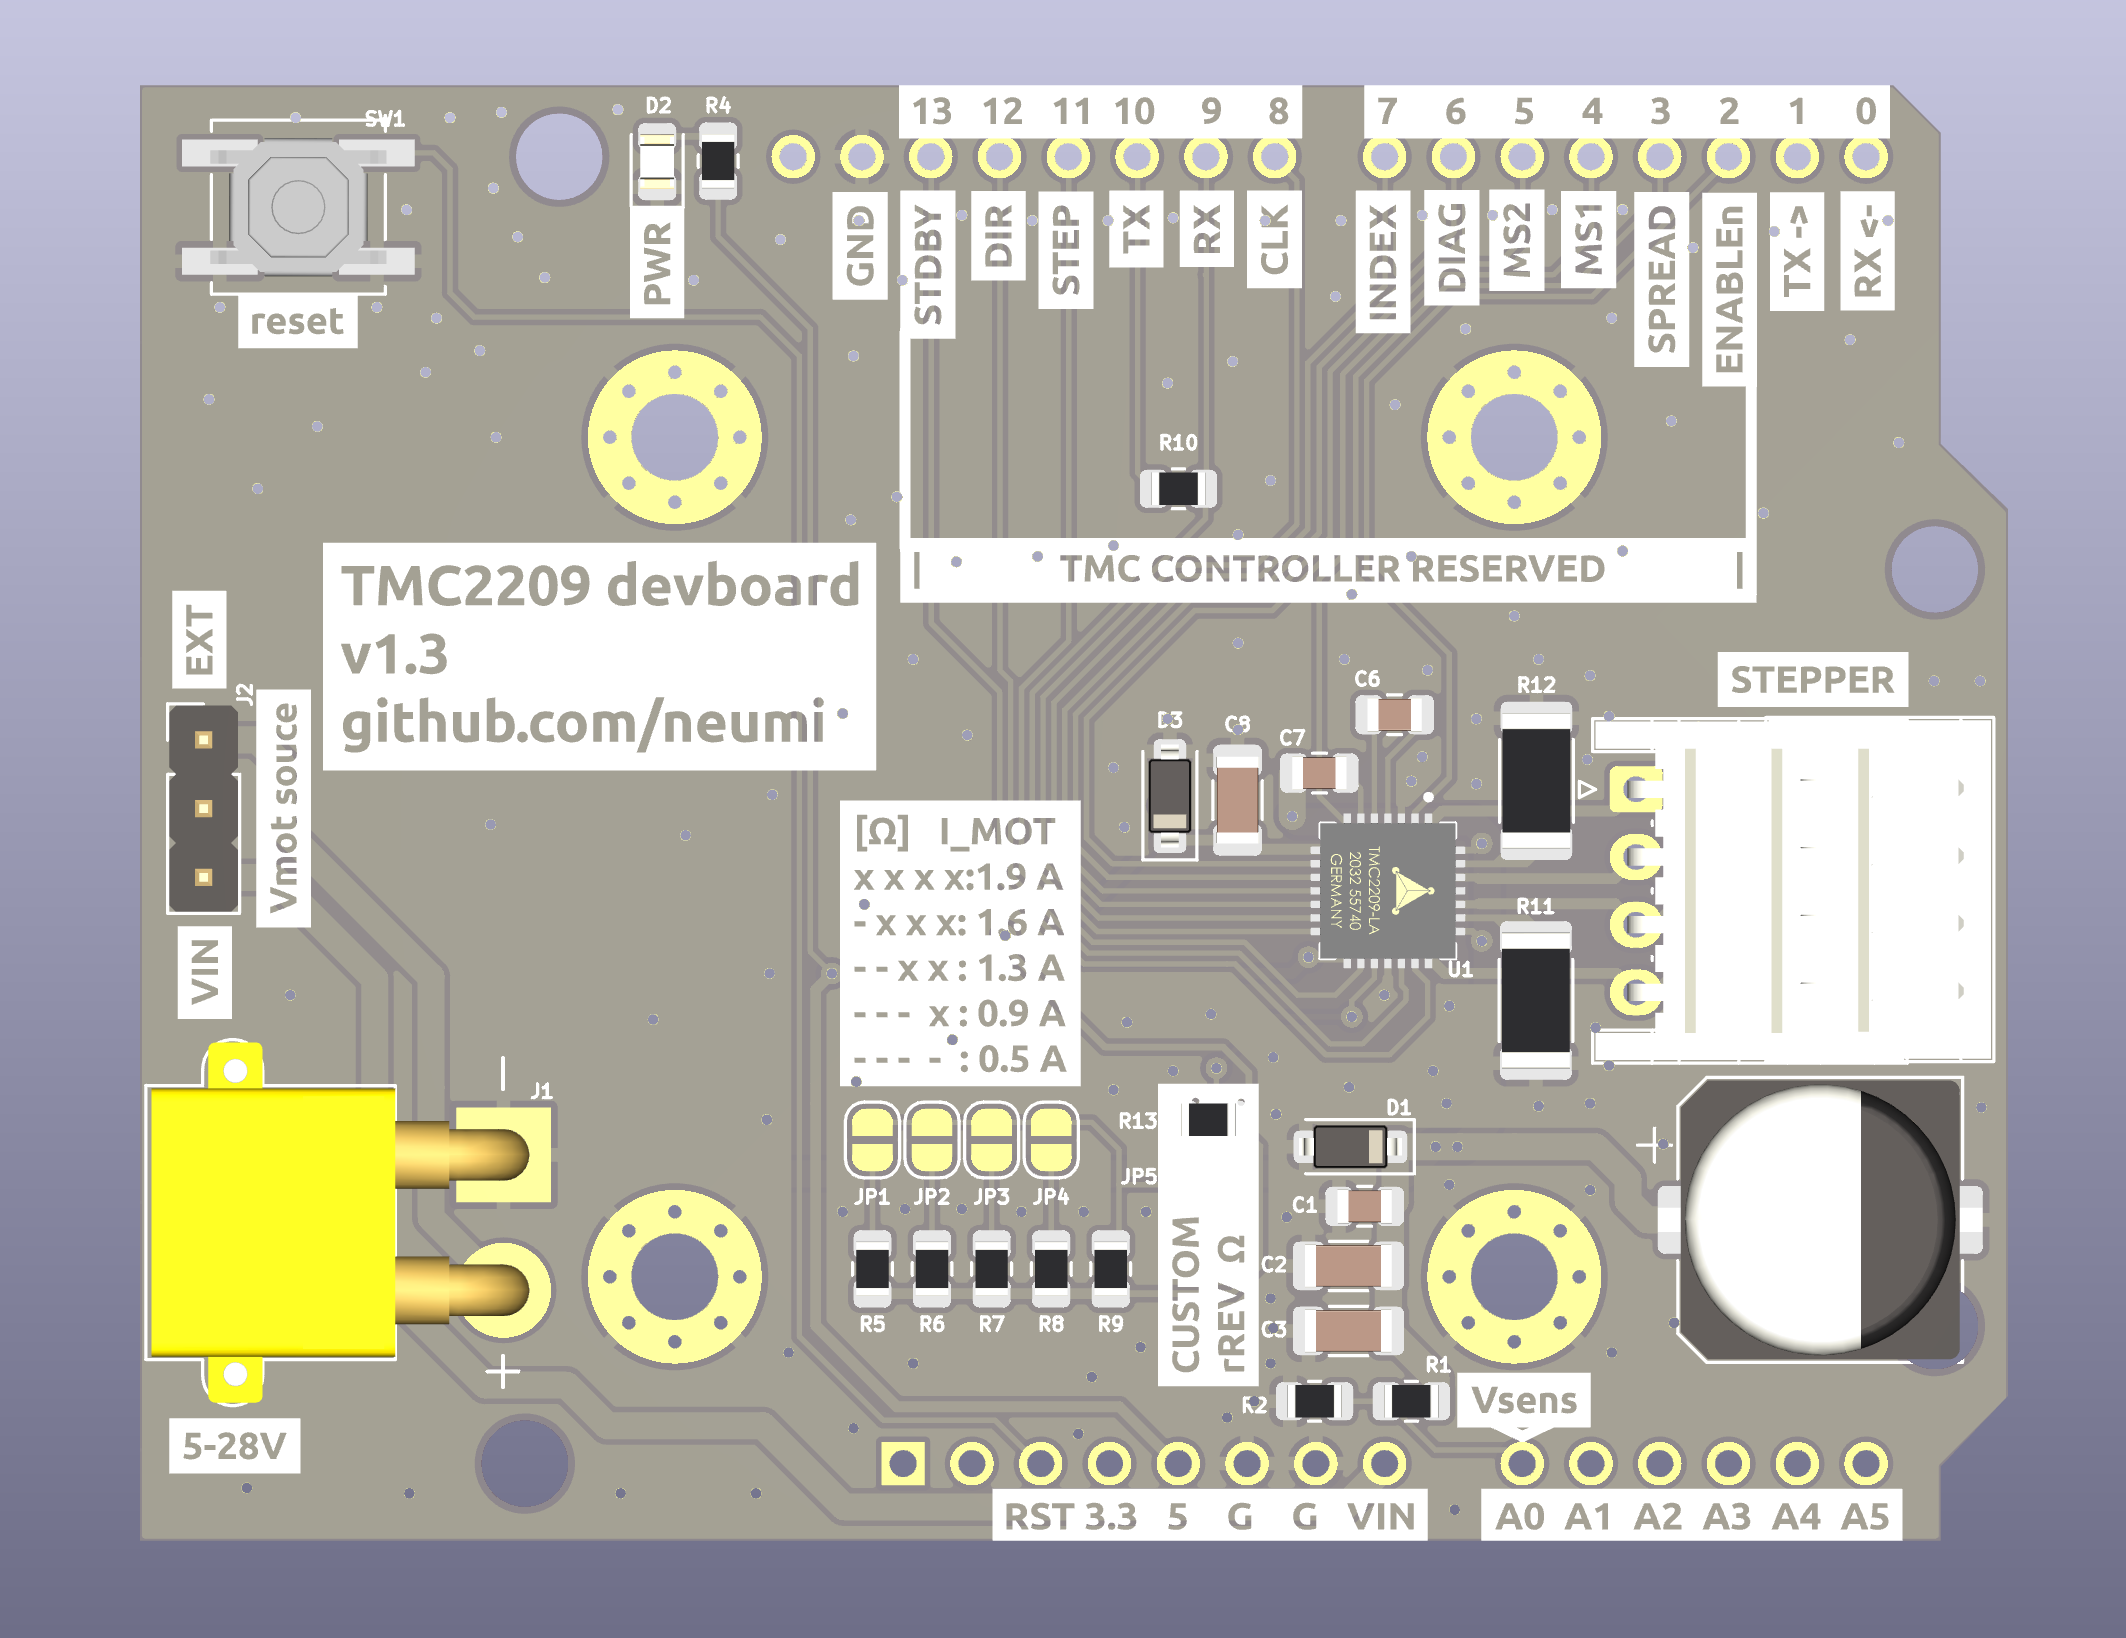 SW1
D2
R4
13 12 11 10 9 8
7 6 5 4 3 2 1 0
reset
PWR
GND
STDBY
DIR
STEP
TX
RX
CLK
INDEX
DIAG
MS2
MS1
SPREAD
ENABLEn
TX ->
RX <-
R10
TMC CONTROLLER RESERVED
TMC2209 devboard
v1.3
github.com/neumi
EXT
J2
Vmot souce
VIN
D3
C8
C7
C6
R12
STEPPER
[Ω] I_MOT
x x x x:1.9 A
- x x x: 1.6 A
- - x x : 1.3 A
- - - x : 0.9 A
- - - - : 0.5 A
TMC2209-LA
2032 55740
GERMANY
U1
R11
J1
5-28V
JP1
JP2
JP3
JP4
R5
R6
R7
R8
R9
R13
JP5
CUSTOM
rREV Ω
D1
C1
C2
C3
R1
R2
Vsens
RST 3.3 5 G G VIN
A0 A1 A2 A3 A4 A5